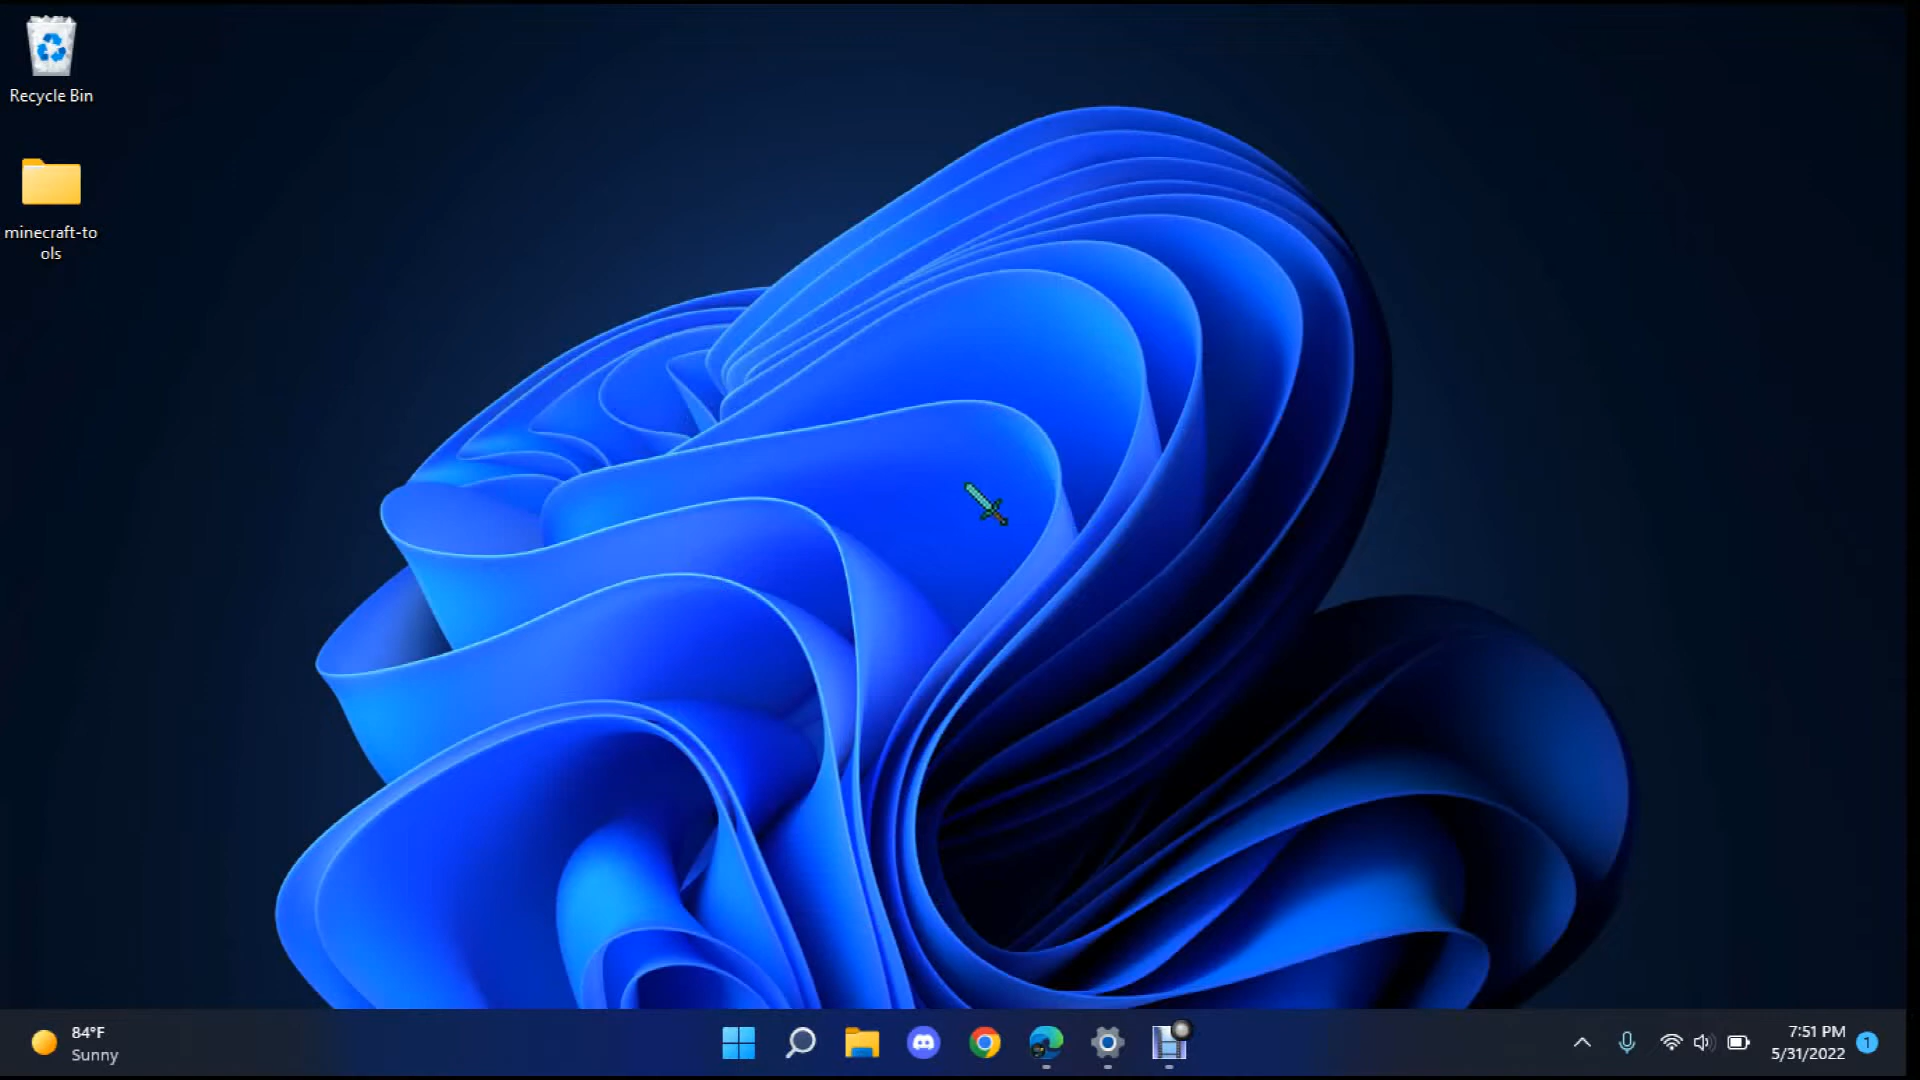 Recycle Bin
minecraft-to
ols
84°F
Sunny
7:51 PM
5/31/2022
1